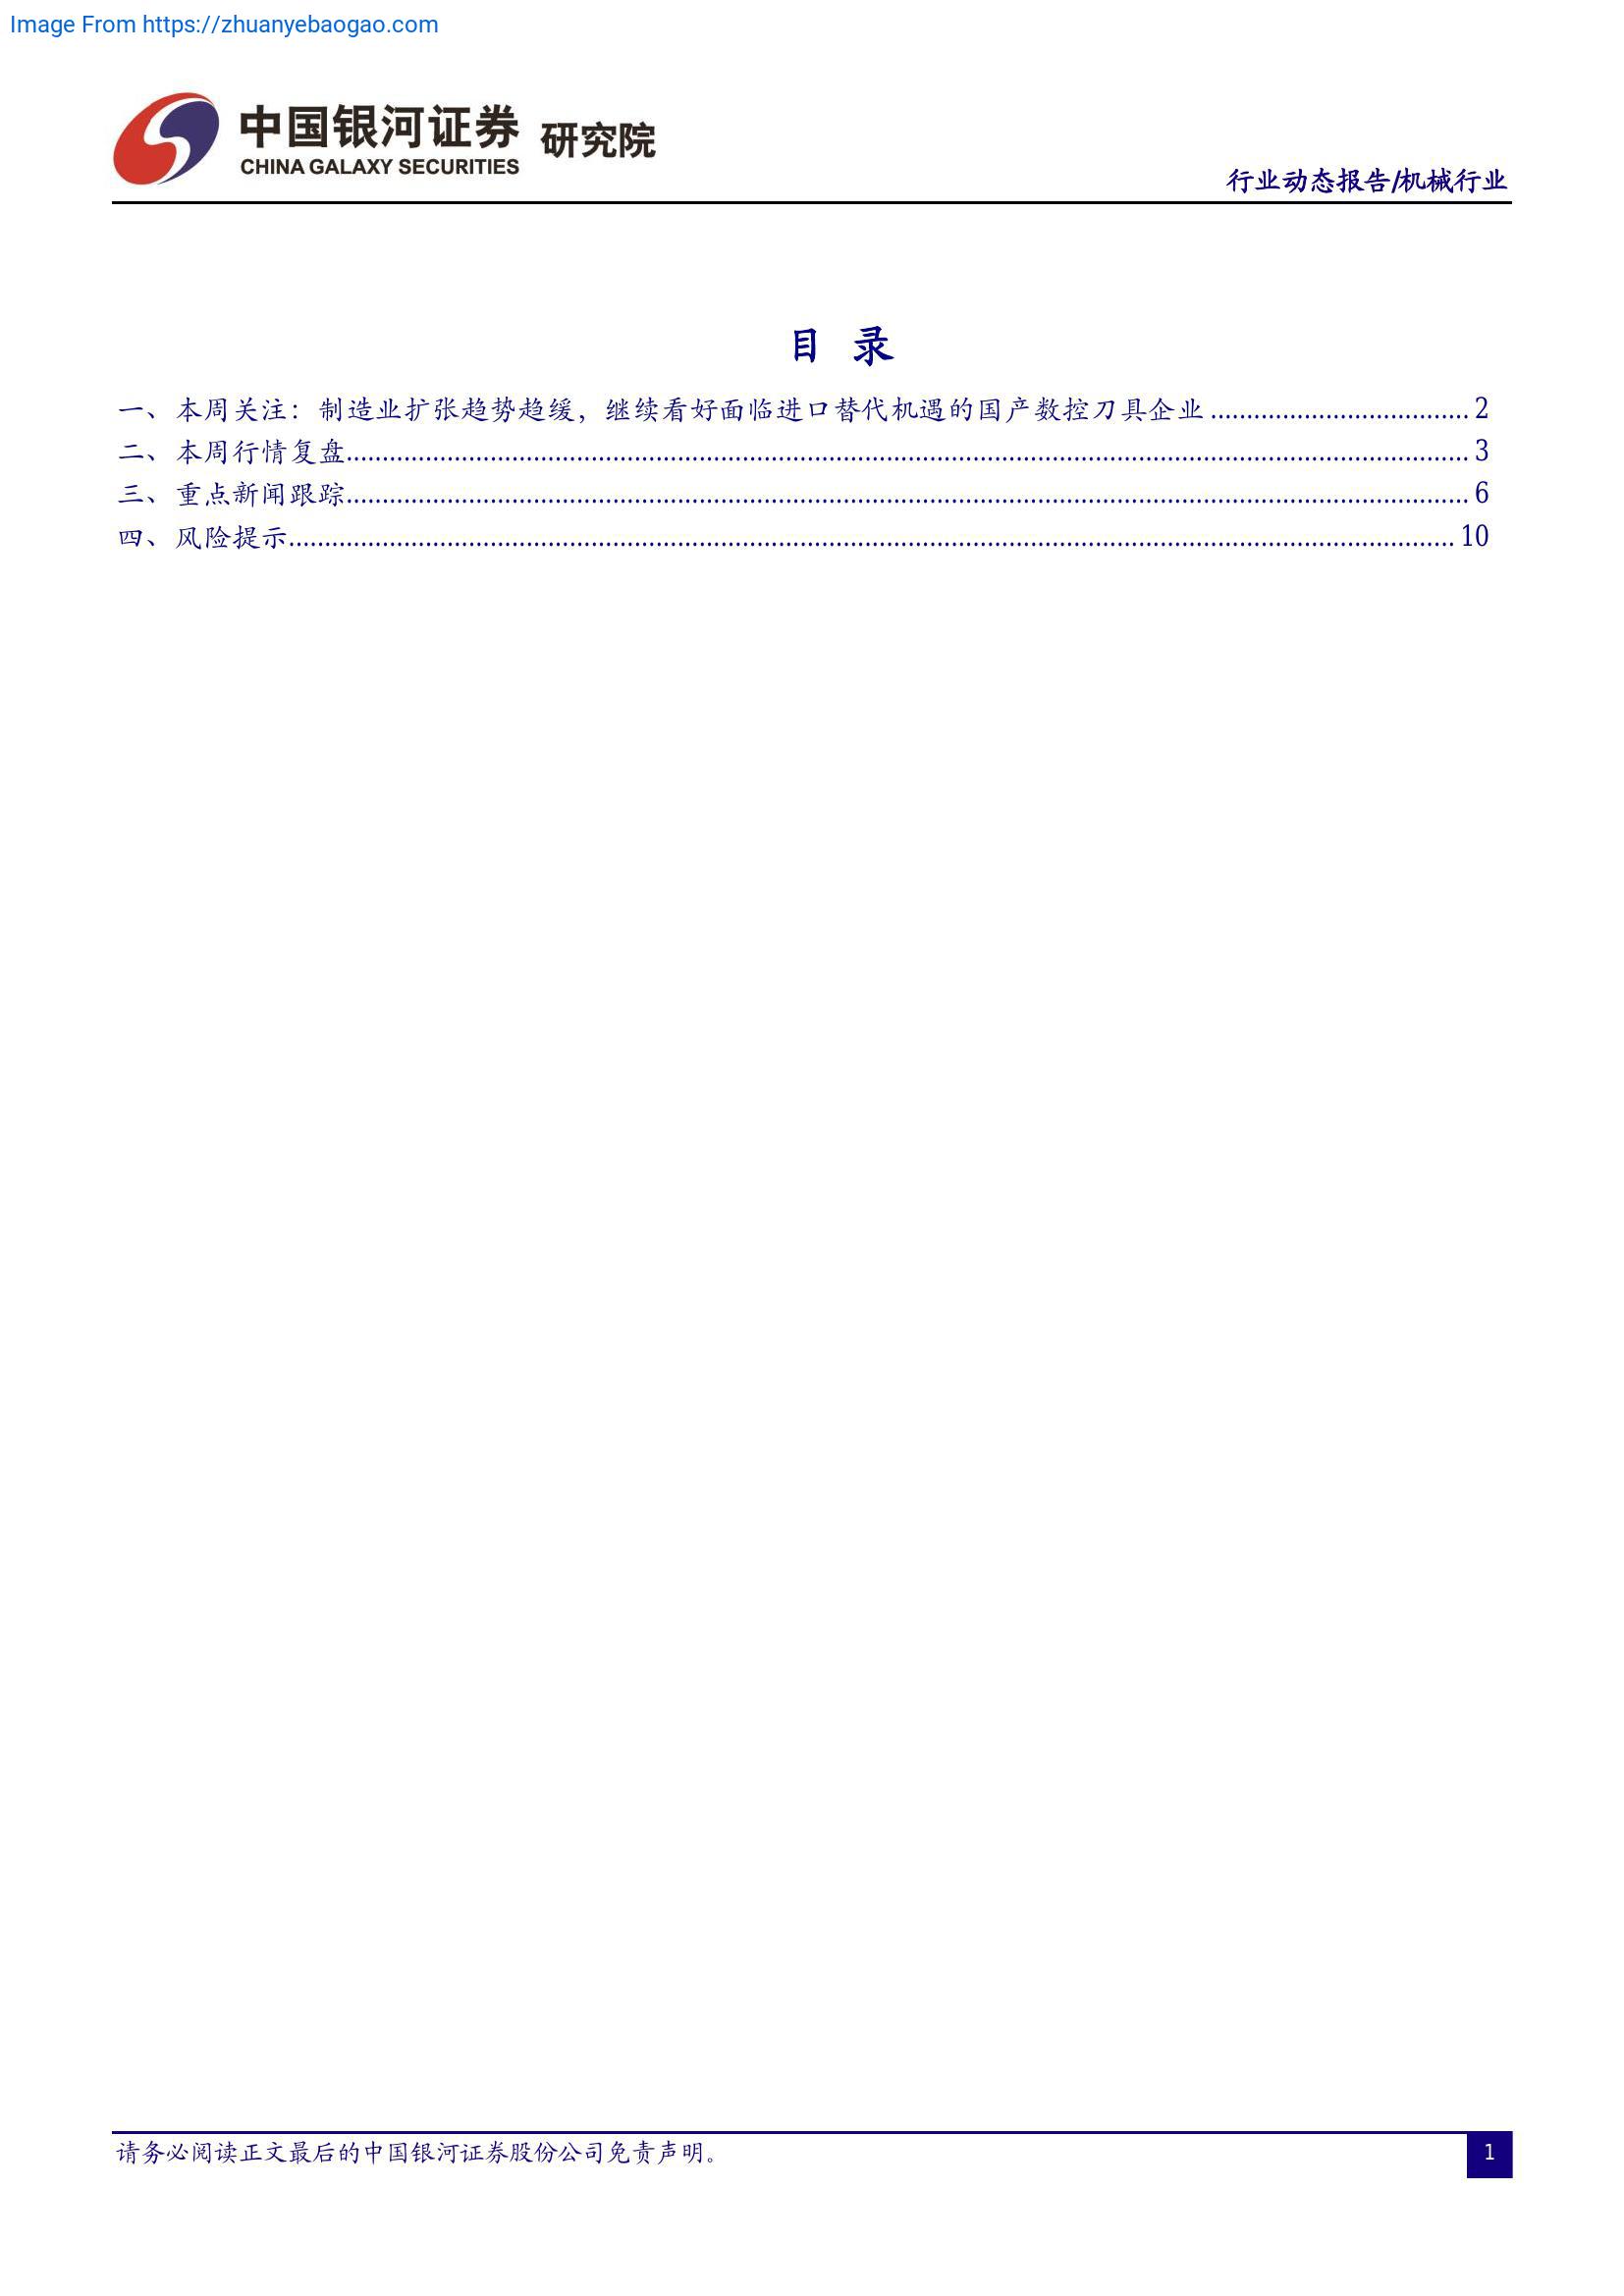 Image From https://zhuanyebaogao.com
中国银河证券 研究院
CHINA GALAXY SECURITIES
行业动态报告/机械行业
目 录
一、本周关注：制造业扩张趋势趋缓，继续看好面临进口替代机遇的国产数控刀具企业 .................................... 2
二、本周行情复盘............................................................................................................................................................ 3
三、重点新闻跟踪............................................................................................................................................................ 6
四、风险提示.................................................................................................................................................................. 10
请务必阅读正文最后的中国银河证券股份公司免责声明。
1